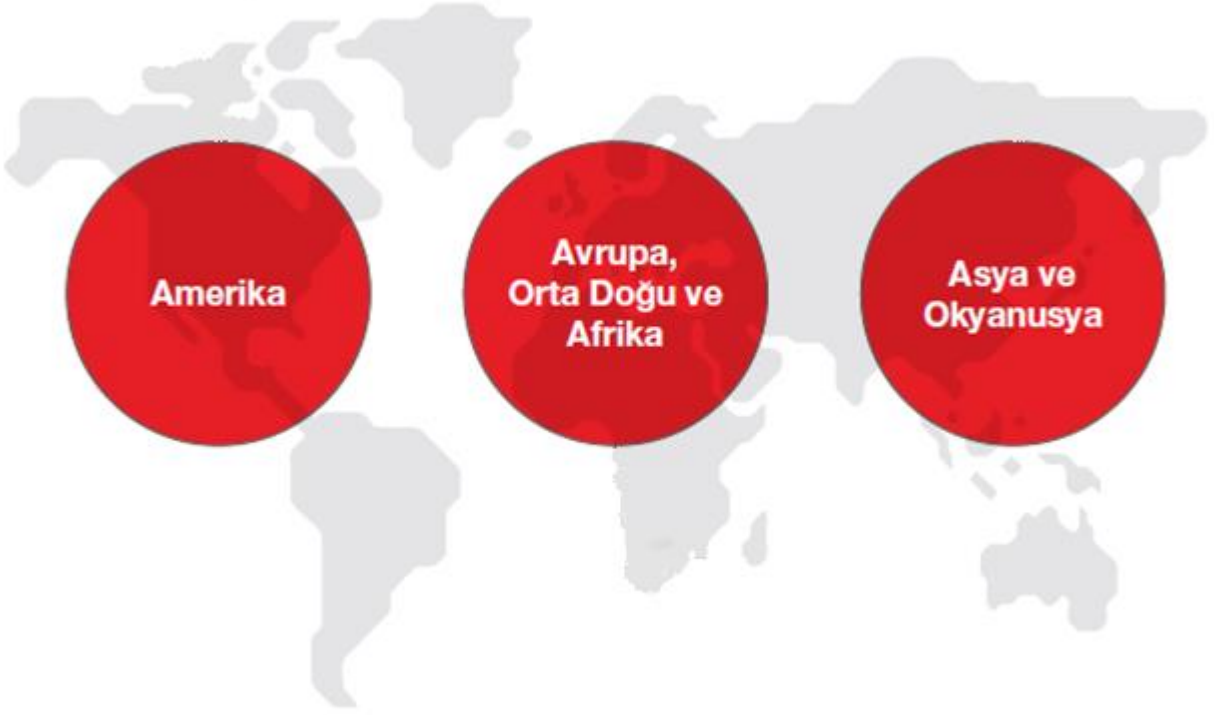 Amerika
Avrupa,
Orta Doğu ve
Afrika
Asya ve
Okyanusya